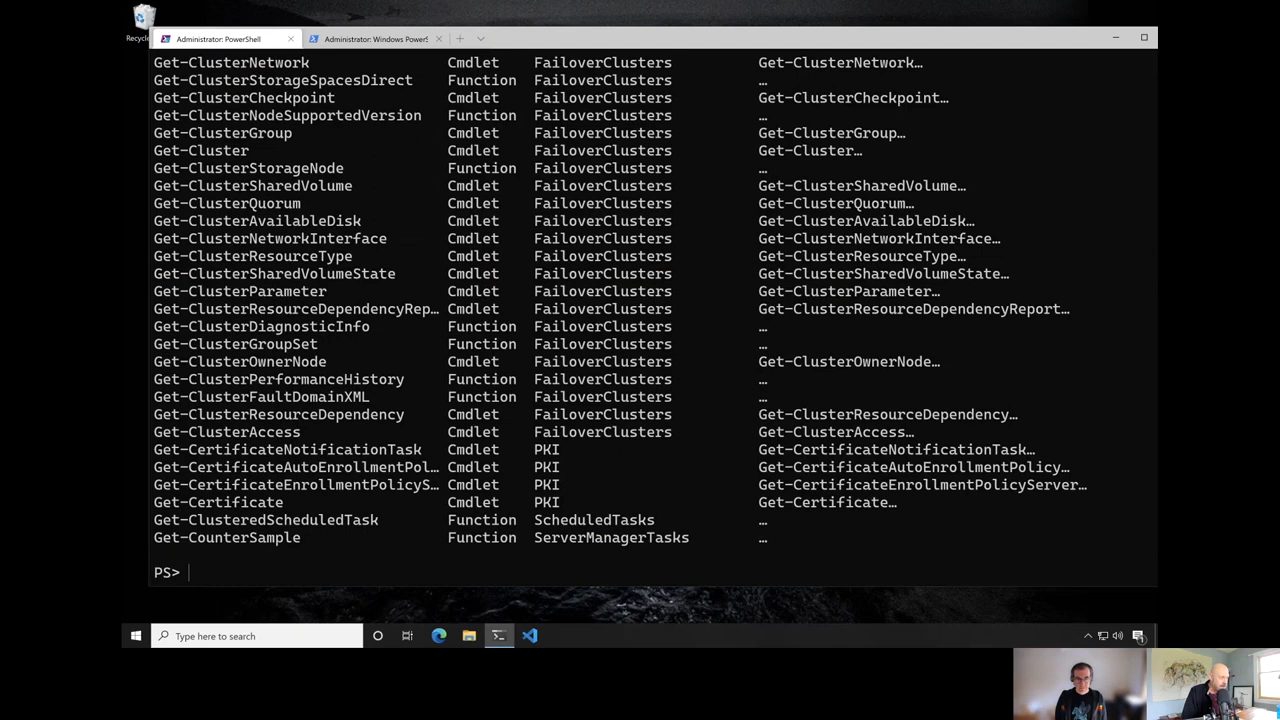 Recycle
Administrator: PowerShell
Administrator: Windows PowerS
Get-ClusterNetwork Cmdlet FailoverClusters Get-ClusterNetwork…
Get-ClusterStorageSpacesDirect Function FailoverClusters …
Get-ClusterCheckpoint Cmdlet FailoverClusters Get-ClusterCheckpoint…
Get-ClusterNodeSupportedVersion Function FailoverClusters …
Get-ClusterGroup Cmdlet FailoverClusters Get-ClusterGroup…
Get-Cluster Cmdlet FailoverClusters Get-Cluster…
Get-ClusterStorageNode Function FailoverClusters …
Get-ClusterSharedVolume Cmdlet FailoverClusters Get-ClusterSharedVolume…
Get-ClusterQuorum Cmdlet FailoverClusters Get-ClusterQuorum…
Get-ClusterAvailableDisk Cmdlet FailoverClusters Get-ClusterAvailableDisk…
Get-ClusterNetworkInterface Cmdlet FailoverClusters Get-ClusterNetworkInterface…
Get-ClusterResourceType Cmdlet FailoverClusters Get-ClusterResourceType…
Get-ClusterSharedVolumeState Cmdlet FailoverClusters Get-ClusterSharedVolumeState…
Get-ClusterParameter Cmdlet FailoverClusters Get-ClusterParameter…
Get-ClusterResourceDependencyRep… Cmdlet FailoverClusters Get-ClusterResourceDependencyReport…
Get-ClusterDiagnosticInfo Function FailoverClusters …
Get-ClusterGroupSet Function FailoverClusters …
Get-ClusterOwnerNode Cmdlet FailoverClusters Get-ClusterOwnerNode…
Get-ClusterPerformanceHistory Function FailoverClusters …
Get-ClusterFaultDomainXML Function FailoverClusters …
Get-ClusterResourceDependency Cmdlet FailoverClusters Get-ClusterResourceDependency…
Get-ClusterAccess Cmdlet FailoverClusters Get-ClusterAccess…
Get-CertificateNotificationTask Cmdlet PKI Get-CertificateNotificationTask…
Get-CertificateAutoEnrollmentPol… Cmdlet PKI Get-CertificateAutoEnrollmentPolicy…
Get-CertificateEnrollmentPolicyS… Cmdlet PKI Get-CertificateEnrollmentPolicyServer…
Get-Certificate Cmdlet PKI Get-Certificate…
Get-ClusteredScheduledTask Function ScheduledTasks …
Get-CounterSample Function ServerManagerTasks …
PS>
Type here to search